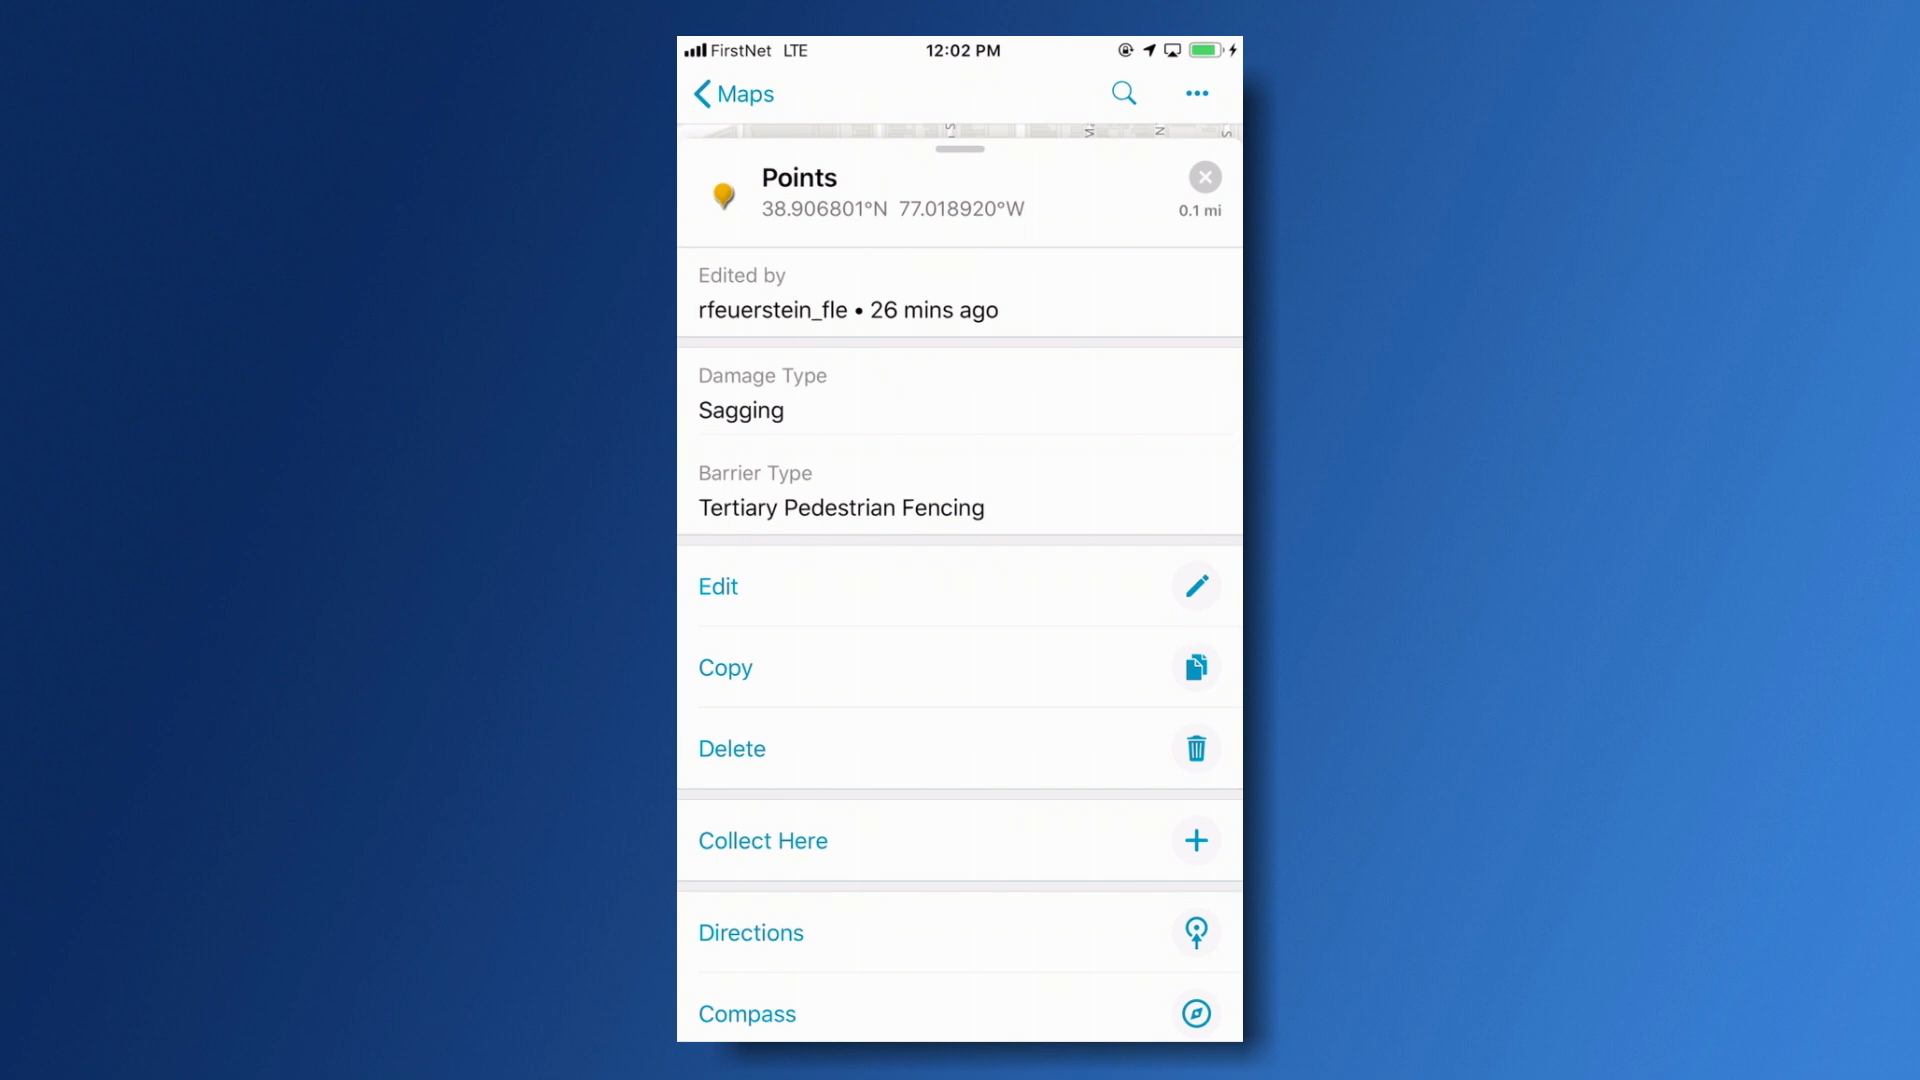 FirstNet LTE 12:02 PM
Maps
Points
38.906801°N 77.018920°W
0.1 mi
Edited by
rfeuerstein_fle • 26 mins ago
Damage Type
Sagging
Barrier Type
Tertiary Pedestrian Fencing
Edit
Copy
Delete
Collect Here
Directions
Compass